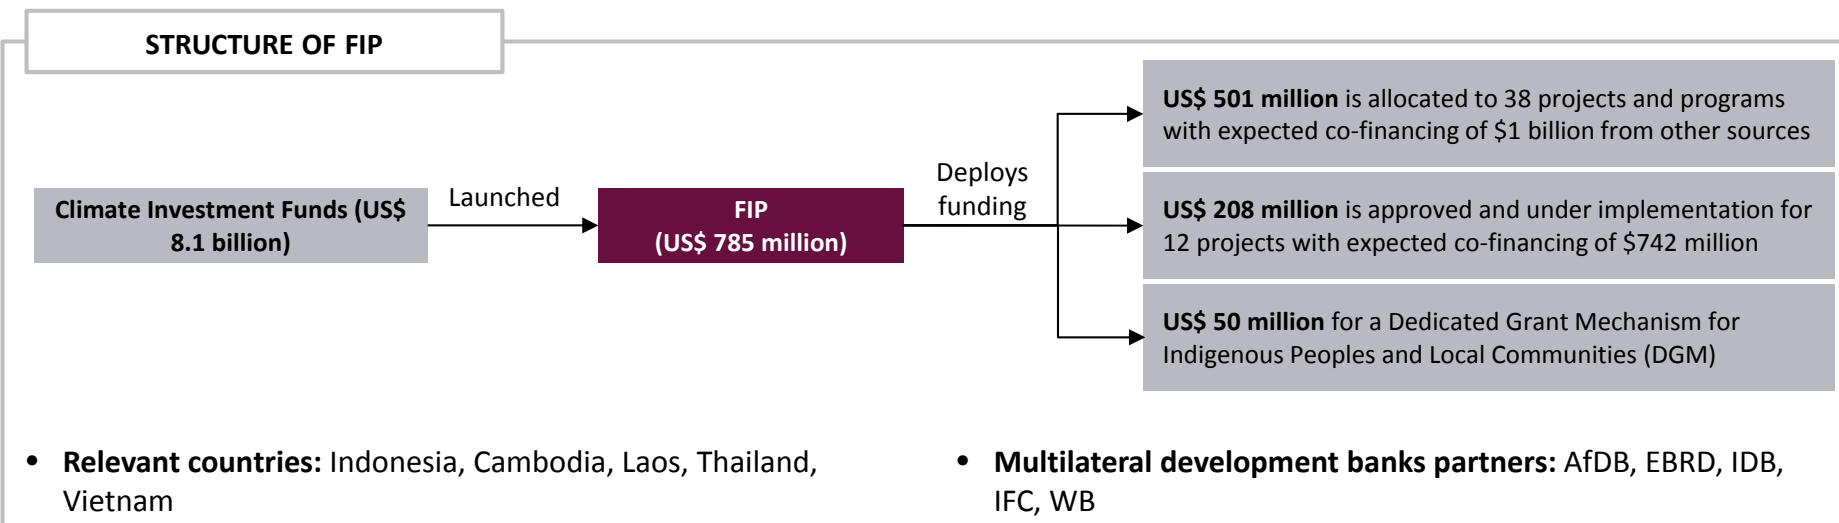 STRUCTURE OF FIP
Climate Investment Funds (US$
8.1 billion)
Launched
FIP
(US$ 785 million)
Deploys
funding
US$ 501 million is allocated to 38 projects and programs
with expected co-financing of $1 billion from other sources
US$ 208 million is approved and under implementation for
12 projects with expected co-financing of $742 million
US$ 50 million for a Dedicated Grant Mechanism for
Indigenous Peoples and Local Communities (DGM)
• Relevant countries: Indonesia, Cambodia, Laos, Thailand,
Vietnam
• Multilateral development banks partners: AfDB, EBRD, IDB,
IFC, WB